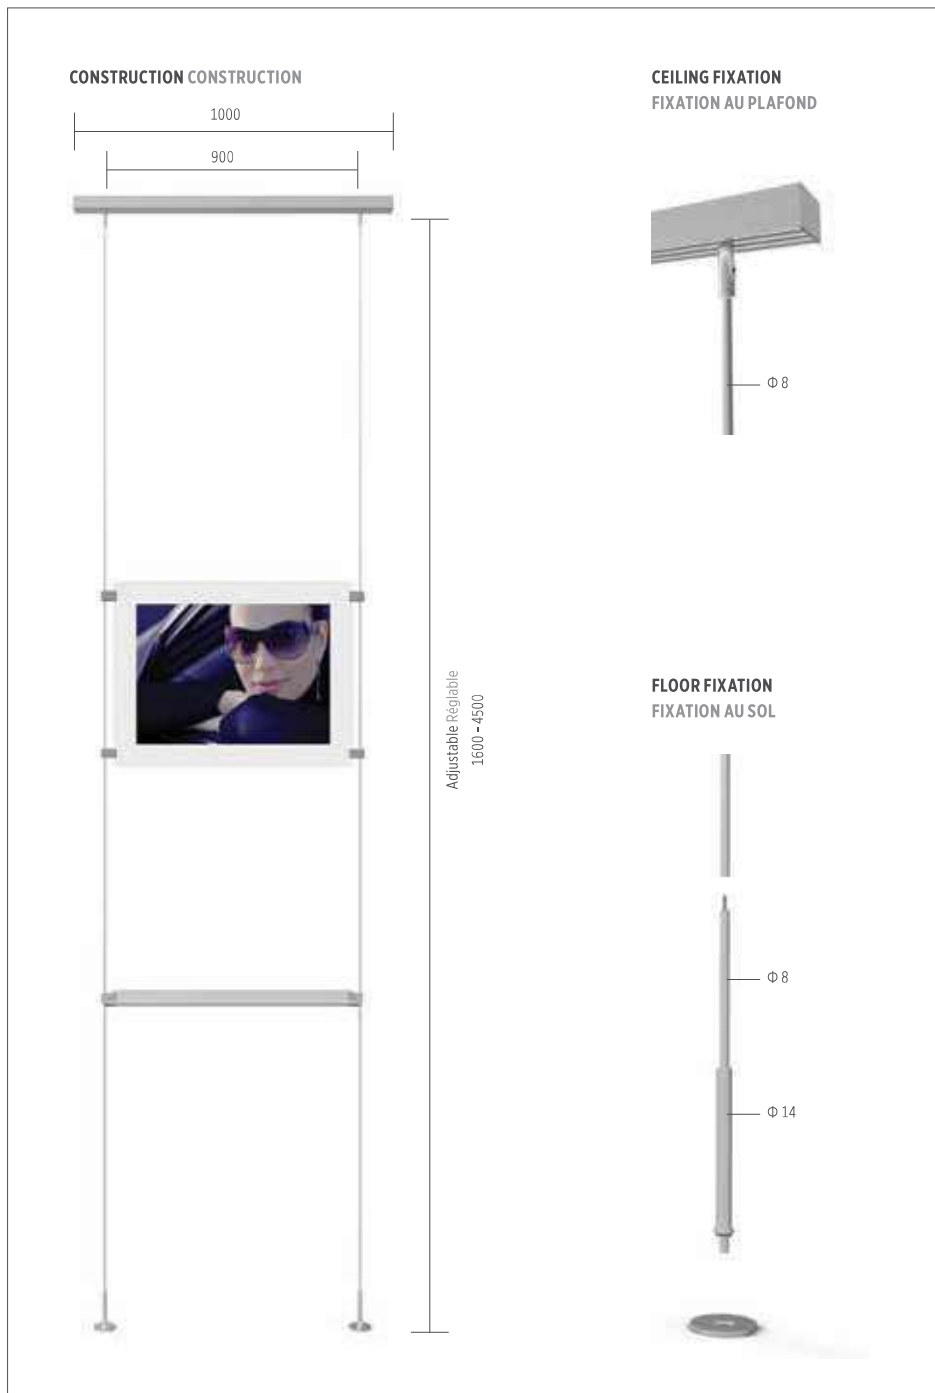 CONSTRUCTION CONSTRUCTION
1000
900
Adjustable Réglable
1600 - 4500
CEILING FIXATION
FIXATION AU PLAFOND
Φ 8
FLOOR FIXATION
FIXATION AU SOL
Φ 8
Φ 14